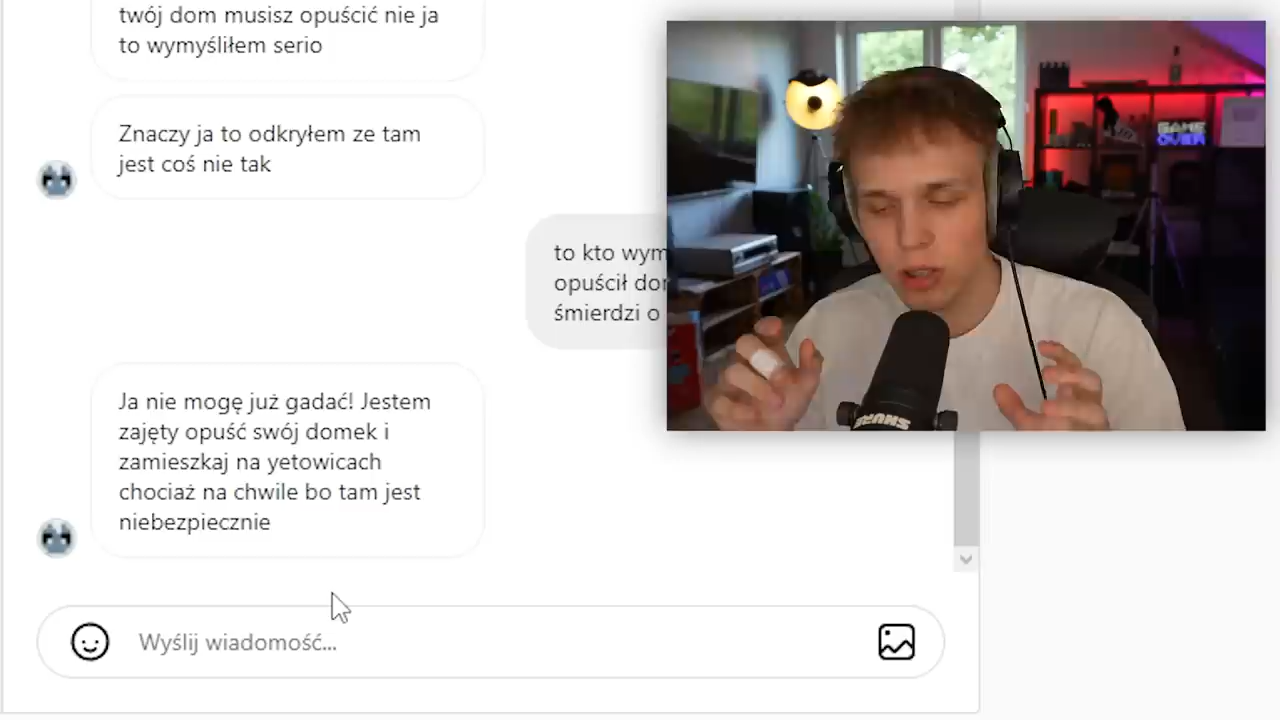 twój dom musisz opuścić nie ja
to wymyśliłem serio
Znaczy ja to odkryłem ze tam
jest coś nie tak
to kto wym
opuścił dor
śmierdzi o
Ja nie mogę już gadać! Jestem
zajęty opuść swój domek i
zamieszkaj na yetowicach
chociaż na chwile bo tam jest
niebezpiecznie
Wyślij wiadomość...
GAME
OVER
SHURE